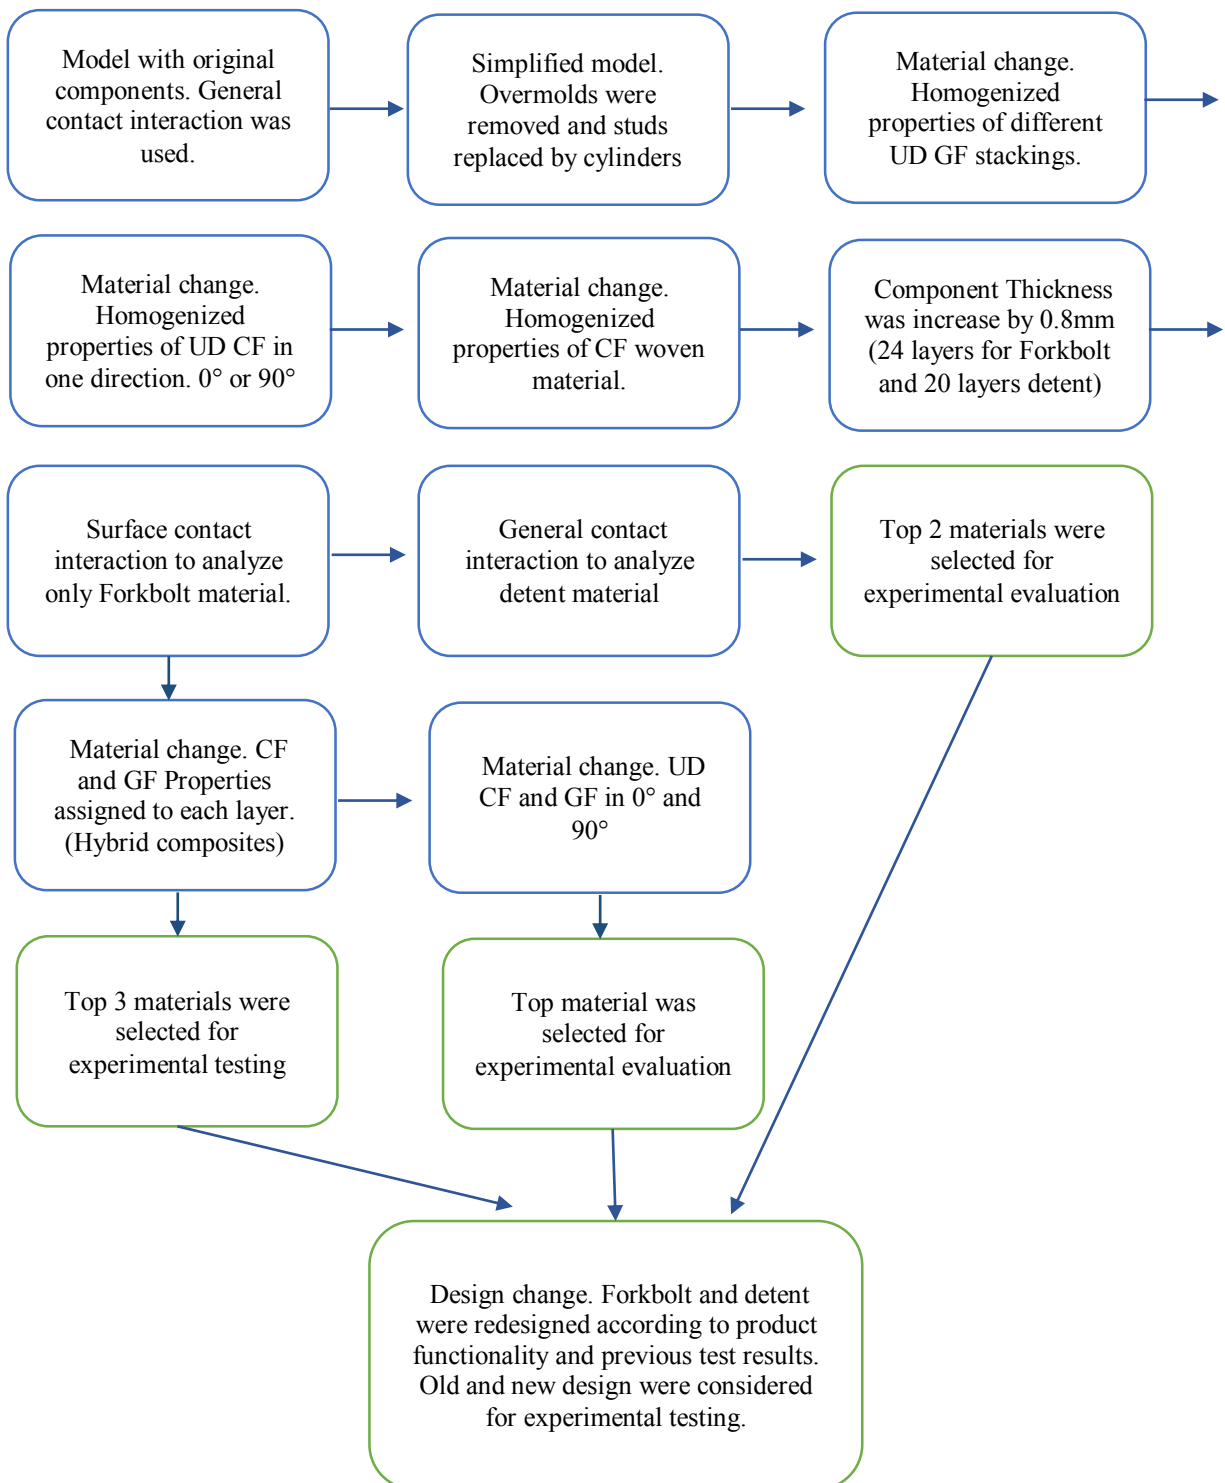 Model with original
components. General
contact interaction was
used.
Simplified model.
Overmolds were
removed and studs
replaced by cylinders
Material change.
Homogenized
properties of different
UD GF stackings.
Material change.
Homogenized
properties of UD CF in
one direction. 0° or 90°
Material change.
Homogenized
properties of CF woven
material.
Component Thickness
was increase by 0.8mm
(24 layers for Forkbolt
and 20 layers detent)
Surface contact
interaction to analyze
only Forkbolt material.
General contact
interaction to analyze
detent material
Top 2 materials were
selected for
experimental evaluation
Material change. CF
and GF Properties
assigned to each layer.
(Hybrid composites)
Material change. UD
CF and GF in 0° and
90°
Top 3 materials were
selected for
experimental testing
Top material was
selected for
experimental evaluation
Design change. Forkbolt and detent
were redesigned according to product
functionality and previous test results.
Old and new design were considered
for experimental testing.